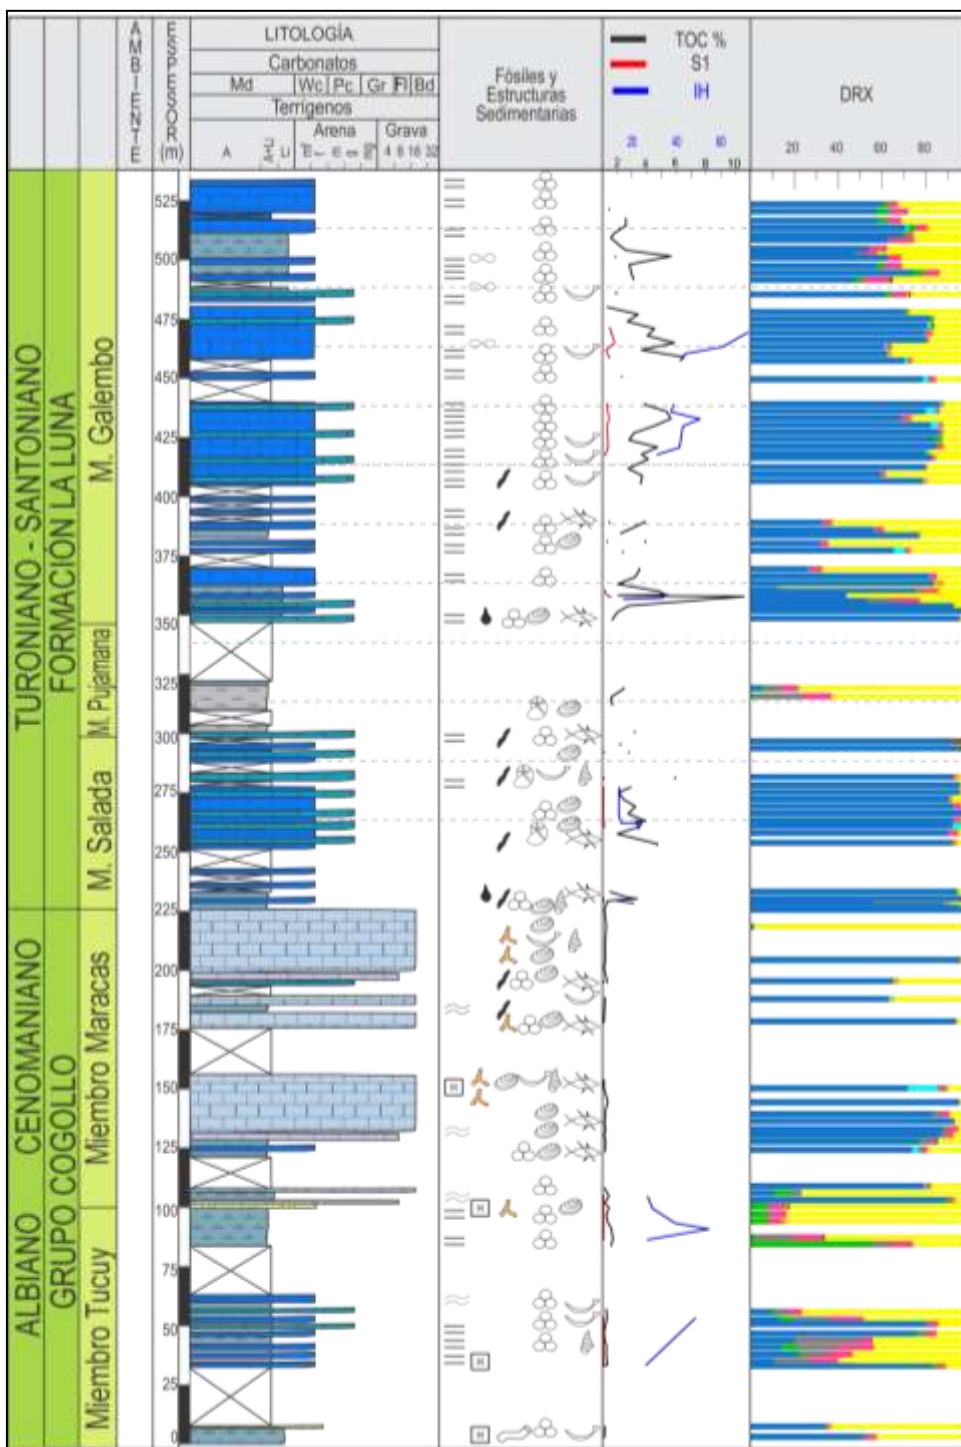 AMBIENTE
ESPESOR (m)
LITOLOGÍA
Carbonatos
Md Wc Pc Gr Fl Bd
Terrígenos
Arena Grava
A Li
4 8 16 32
Fósiles y
Estructuras
Sedimentarias
TOC %
S1
IH
2 4 6 8 10
DRX
20 40 60 80
TURONIANO - SANTONIANO
FORMACIÓN LA LUNA
M. Galembo
M. Pujamana
M. Salada
CENOMANIANO
ALBIANO
GRUPO COGOLLO
Miembro Maracas
Miembro Tucuy
525
500
475
450
425
400
375
350
325
300
275
250
225
200
175
150
125
100
75
50
25
0
H
H
H
H